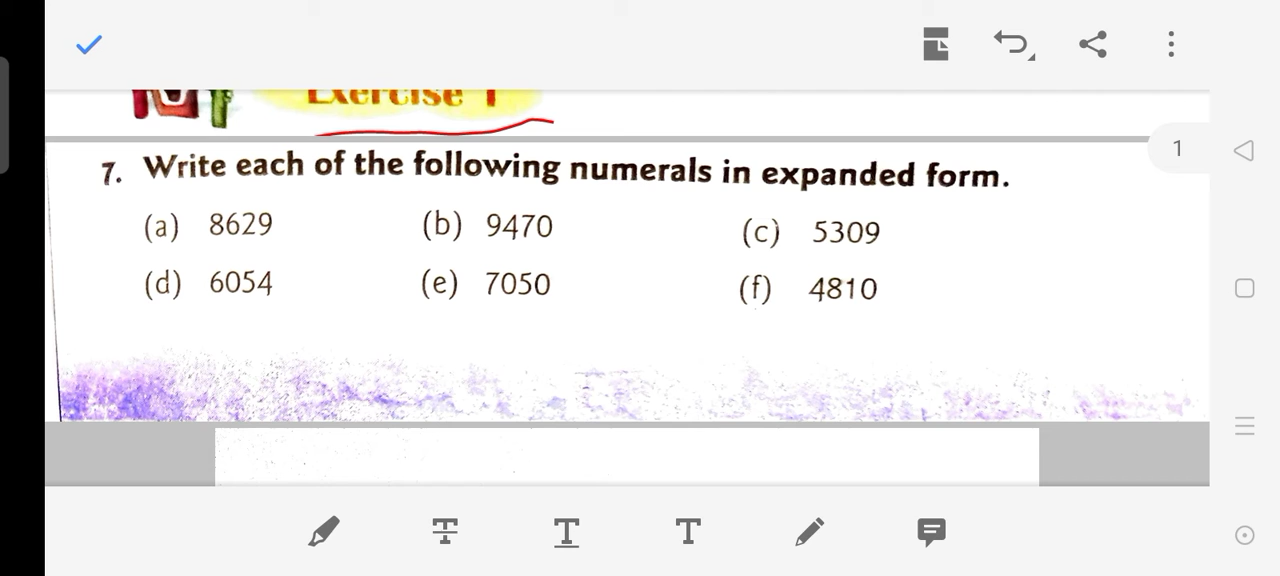 Exercise 1
1
7. Write each of the following numerals in expanded form.
(a) 8629 (b) 9470 (c) 5309
(d) 6054 (e) 7050 (f) 4810
T T T